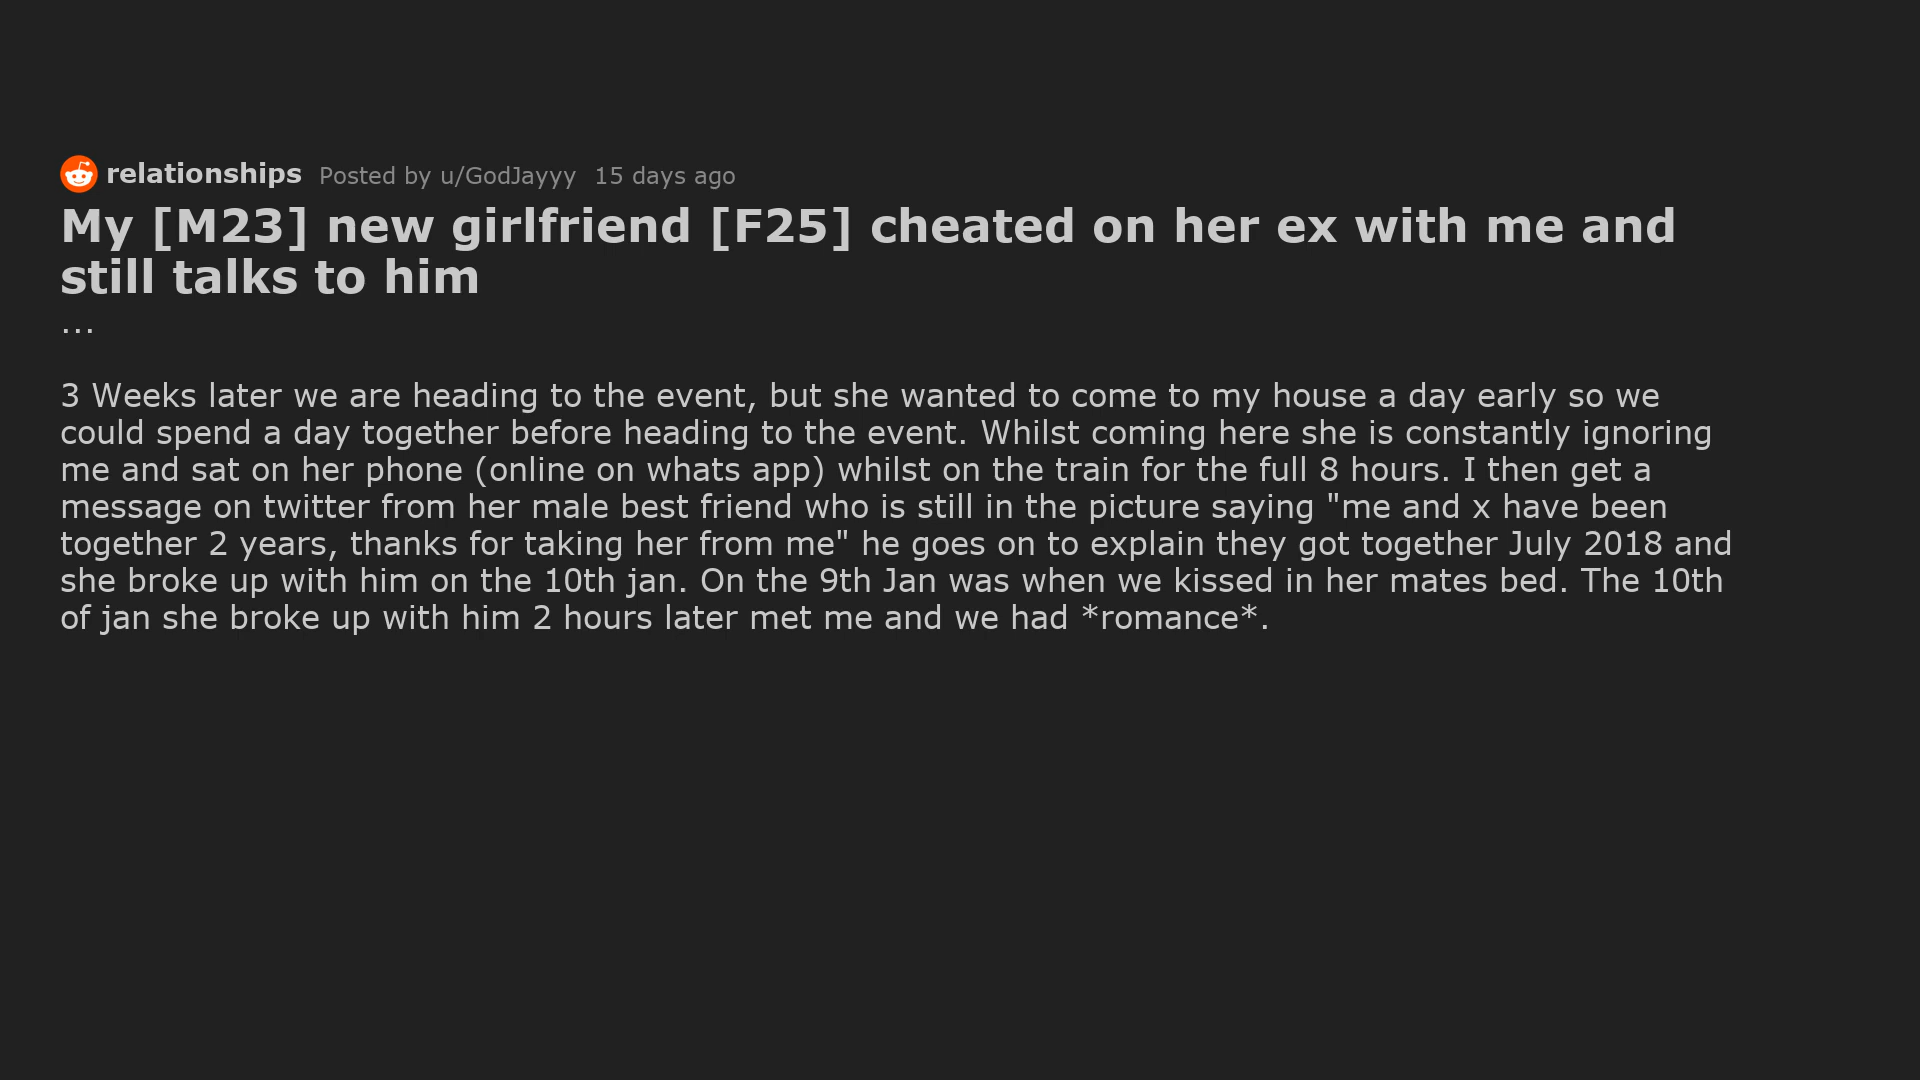 relationships Posted by u/GodJayyy 15 days ago
My [M23] new girlfriend [F25] cheated on her ex with me and
still talks to him
...
3 Weeks later we are heading to the event, but she wanted to come to my house a day early so we
could spend a day together before heading to the event. Whilst coming here she is constantly ignoring
me and sat on her phone (online on whats app) whilst on the train for the full 8 hours. I then get a
message on twitter from her male best friend who is still in the picture saying "me and x have been
together 2 years, thanks for taking her from me" he goes on to explain they got together July 2018 and
she broke up with him on the 10th jan. On the 9th Jan was when we kissed in her mates bed. The 10th
of jan she broke up with him 2 hours later met me and we had *romance*.